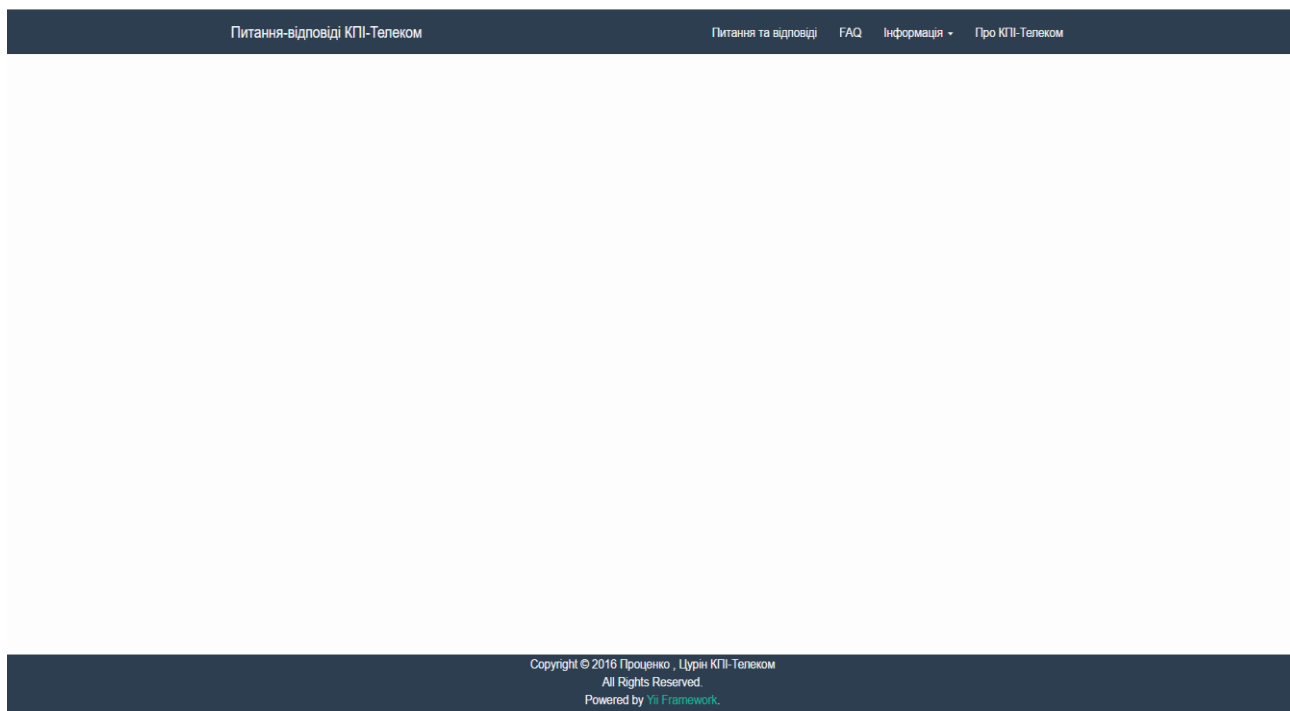 Питання-відповіді КПІ-Телеком
Питання та відповіді FAQ Інформація Про КПІ-Телеком
Copyright © 2016 Проценко , Цурін КПІ-Телеком
All Rights Reserved.
Powered by Yii Framework.